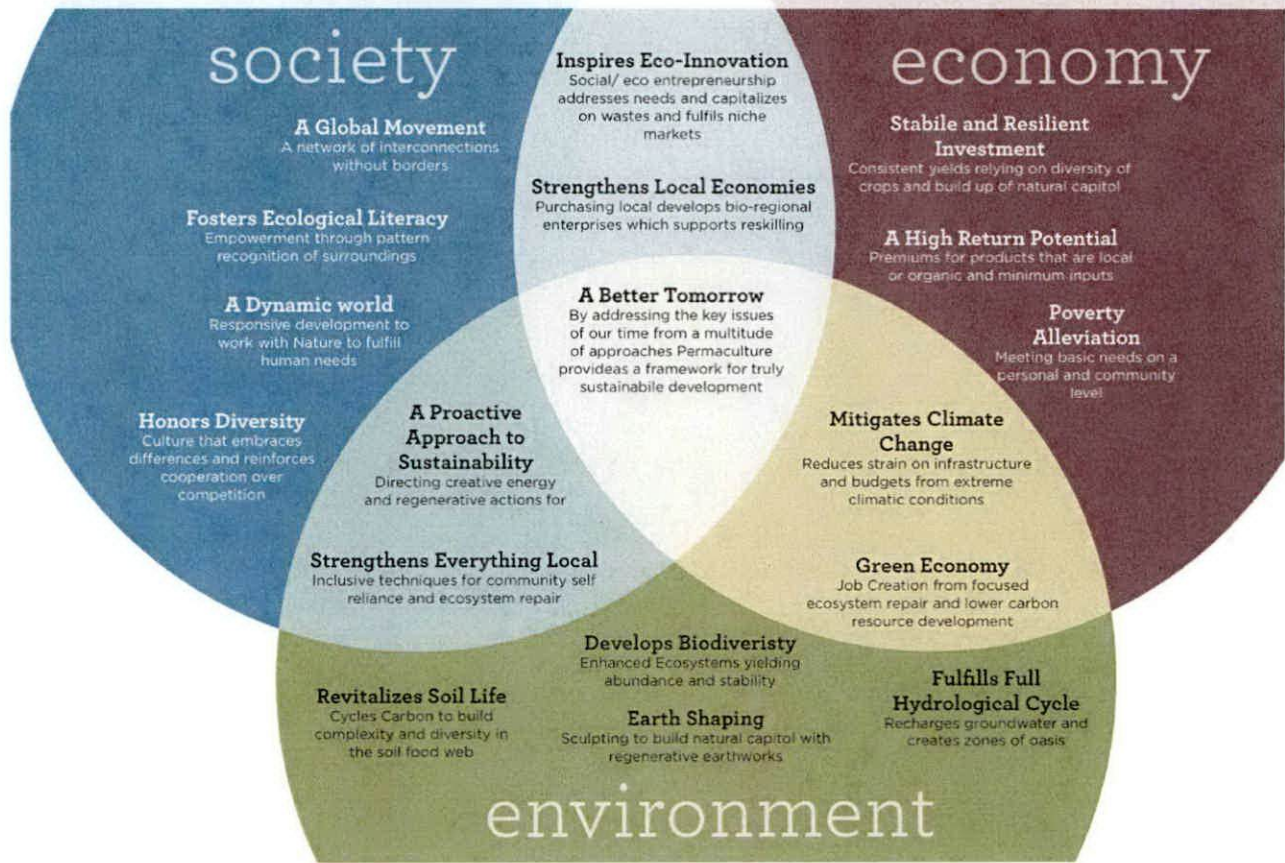 society
A Global Movement
A network of interconnections
without borders
Fosters Ecological Literacy
Empowerment through pattern
recognition of surroundings
A Dynamic world
Responsive development to
work with Nature to fulfill
human needs
Honors Diversity
Culture that embraces
differences and reinforces
cooperation over
competition
Inspires Eco-Innovation
Social/ eco entrepreneurship
addresses needs and capitalizes
on wastes and fulfils niche
markets
Strengthens Local Economies
Purchasing local develops bio-regional
enterprises which supports reskilling
economy
Stabile and Resilient
Investment
Consistent yields relying on diversity of
crops and build up of natural capitol
A High Return Potential
Premiums for products that are local
or organic and minimum inputs
Poverty
Alleviation
Meeting basic needs on a
personal and community
level
A Better Tomorrow
By addressing the key issues
of our time from a multitude
of approaches Permaculture
provideas a framework for truly
sustainabile development
A Proactive
Approach to
Sustainability
Directing creative energy
and regenerative actions for
Strengthens Everything Local
Inclusive techniques for community self
reliance and ecosystem repair
Mitigates Climate
Change
Reduces strain on infrastructure
and budgets from extreme
climatic conditions
Green Economy
Job Creation from focused
ecosystem repair and lower carbon
resource development
Develops Biodiveristy
Enhanced Ecosystems yielding
abundance and stability
Revitalizes Soil Life
Cycles Carbon to build
complexity and diversity in
the soil food web
Earth Shaping
Sculpting to build natural capitol with
regenerative earthworks
Fulfills Full
Hydrological Cycle
Recharges groundwater and
creates zones of oasis
environment